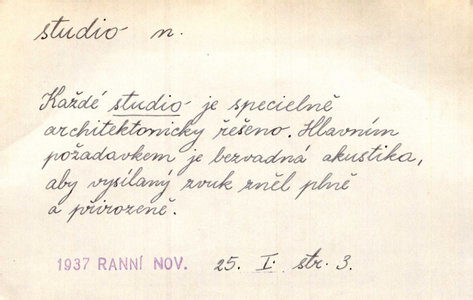 studio n.
Každé studio je specielně
architektonicky řešeno. Hlavním
požadavkem je bezvadná akustika,
aby vysílaný zvuk zněl plně
a přirozeně.
1937 RANNÍ NOV. 25. I. str. 3.